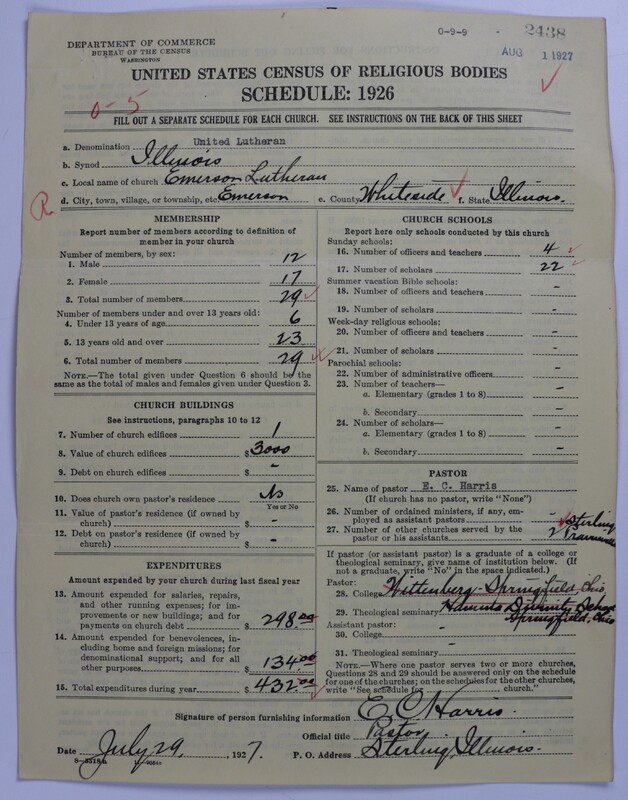 0-9-9 2438
DEPARTMENT OF COMMERCE
BUREAU OF THE CENSUS
WASHINGTON
AUG 1 1927
UNITED STATES CENSUS OF RELIGIOUS BODIES
SCHEDULE: 1926
0-5
FILL OUT A SEPARATE SCHEDULE FOR EACH CHURCH. SEE INSTRUCTIONS ON THE BACK OF THIS SHEET
a. Denomination United Lutheran
b. Synod Illinois
c. Local name of church Emerson Lutheran
R d. City, town, village, or township, etc Emerson e. County Whiteside f. State Illinois.
MEMBERSHIP
Report number of members according to definition of
member in your church
Number of members, by sex:
1. Male 12
2. Female 17
3. Total number of members 29
Number of members under and over 13 years old:
4. Under 13 years of age 6
5. 13 years old and over 23
6. Total number of members 29
NOTE.—The total given under Question 6 should be the
same as the total of males and females given under Question 3.
CHURCH BUILDINGS
See instructions, paragraphs 10 to 12
7. Number of church edifices 1
8. Value of church edifices $ 3000
9. Debt on church edifices $ -
10. Does church own pastor's residence No
Yes or No
11. Value of pastor's residence (if owned by
church) $ -
12. Debt on pastor's residence (if owned by
church) $ -
EXPENDITURES
Amount expended by your church during last fiscal year
13. Amount expended for salaries, repairs,
and other running expenses; for im-
provements or new buildings; and for
payments on church debt $ 298.00
14. Amount expended for benevolences, in-
cluding home and foreign missions; for
denominational support; and for all
other purposes $ 134.00
15. Total expenditures during year $ 432.00
CHURCH SCHOOLS
Report here only schools conducted by this church
Sunday schools:
16. Number of officers and teachers 4
17. Number of scholars 22
Summer vacation Bible schools:
18. Number of officers and teachers -
19. Number of scholars -
Week-day religious schools:
20. Number of officers and teachers -
21. Number of scholars -
Parochial schools:
22. Number of administrative officers -
23. Number of teachers—
a. Elementary (grades 1 to 8) -
b. Secondary -
24. Number of scholars—
a. Elementary (grades 1 to 8) -
b. Secondary -
PASTOR
25. Name of pastor E. C. Harris
(If church has no pastor, write "None")
26. Number of ordained ministers, if any, em-
ployed as assistant pastors -
27. Number of other churches served by the
pastor or his assistants 2 Sterling
If pastor (or assistant pastor) is a graduate of a college or
theological seminary, give name of institution below. (If
not a graduate, write "No" in the space indicated.)
Pastor:
28. College Wittenberg - Springfield, Ohio
29. Theological seminary Hamma Divinity School
Springfield, Ohio
Assistant pastor:
30. College -
31. Theological seminary -
NOTE.—Where one pastor serves two or more churches,
Questions 28 and 29 should be answered only on the schedule
for one of the churches; on the schedules for the other churches,
write "See schedule for church."
Signature of person furnishing information E C Harris.
Official title Pastor
Date July 29, 1927. P. O. Address Sterling, Illinois.